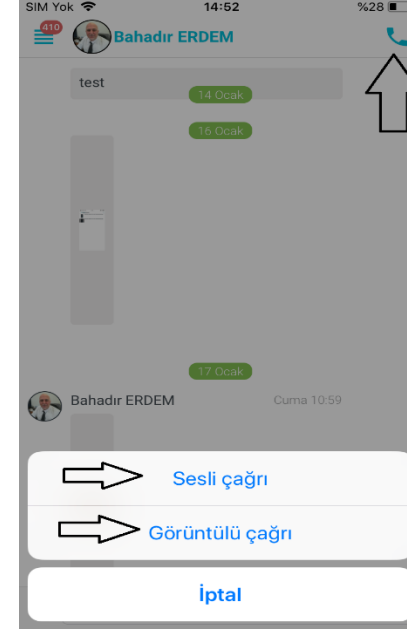 SIM Yok 14:52 %28
410
Bahadır ERDEM
test
14 Ocak
16 Ocak
17 Ocak
Bahadır ERDEM Cuma 10:59
Sesli çağrı
Görüntülü çağrı
İptal